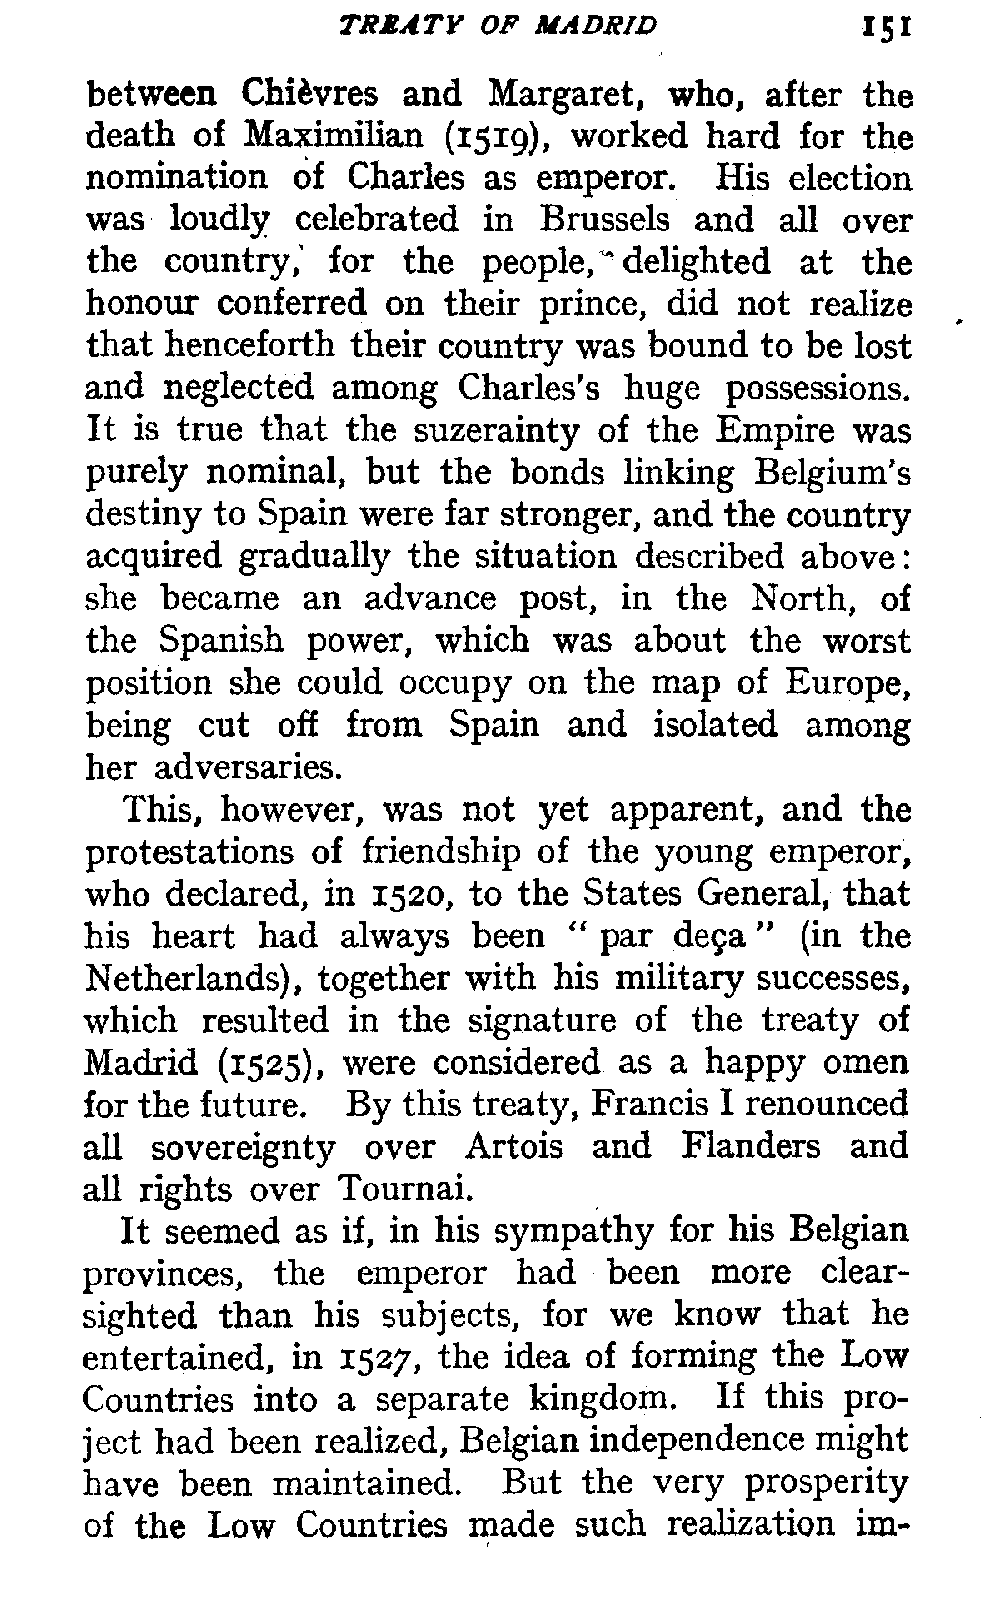 TREATY OF MADRID 151
between Chièvres and Margaret, who, after the
death of Maximilian (1519), worked hard for the
nomination of Charles as emperor. His election
was loudly celebrated in Brussels and all over
the country, for the people, delighted at the
honour conferred on their prince, did not realize
that henceforth their country was bound to be lost
and neglected among Charles's huge possessions.
It is true that the suzerainty of the Empire was
purely nominal, but the bonds linking Belgium's
destiny to Spain were far stronger, and the country
acquired gradually the situation described above:
she became an advance post, in the North, of
the Spanish power, which was about the worst
position she could occupy on the map of Europe,
being cut off from Spain and isolated among
her adversaries.
This, however, was not yet apparent, and the
protestations of friendship of the young emperor,
who declared, in 1520, to the States General, that
his heart had always been “ par deça ” (in the
Netherlands), together with his military successes,
which resulted in the signature of the treaty of
Madrid (1525), were considered as a happy omen
for the future. By this treaty, Francis I renounced
all sovereignty over Artois and Flanders and
all rights over Tournai.
It seemed as if, in his sympathy for his Belgian
provinces, the emperor had been more clear-
sighted than his subjects, for we know that he
entertained, in 1527, the idea of forming the Low
Countries into a separate kingdom. If this pro-
ject had been realized, Belgian independence might
have been maintained. But the very prosperity
of the Low Countries made such realization im-